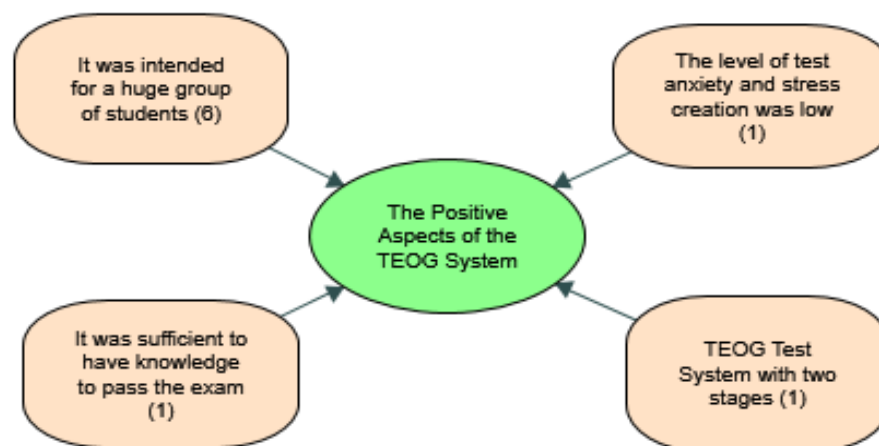 It was intended
for a huge group
of students (6)
The level of test
anxiety and stress
creation was low
(1)
The Positive
Aspects of the
TEOG System
It was sufficient to
have knowledge
to pass the exam
(1)
TEOG Test
System with two
stages (1)